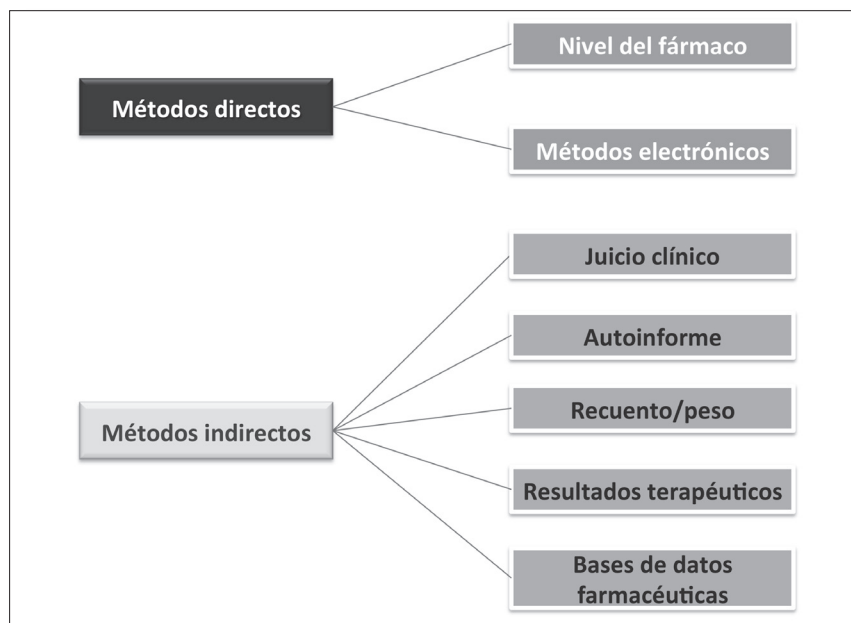 Métodos directos
Nivel del fármaco
Métodos electrónicos
Métodos indirectos
Juicio clínico
Autoinforme
Recuento/peso
Resultados terapéuticos
Bases de datos
farmacéuticas